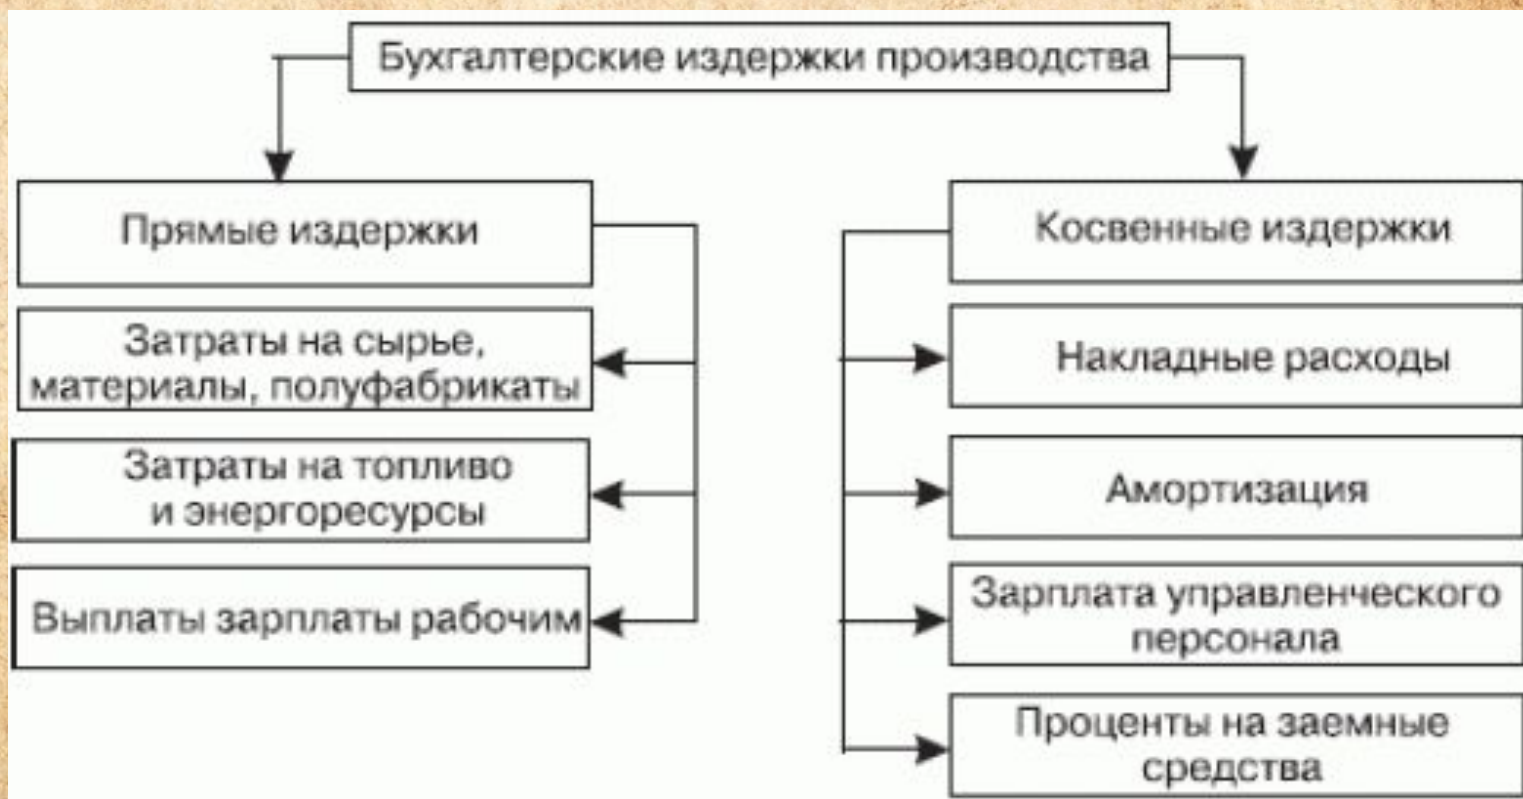 Бухгалтерские издержки производства
Прямые издержки
Затраты на сырье,
материалы, полуфабрикаты
Затраты на топливо
и энергоресурсы
Выплаты зарплаты рабочим
Косвенные издержки
Накладные расходы
Амортизация
Зарплата управленческого
персонала
Проценты на заемные
средства